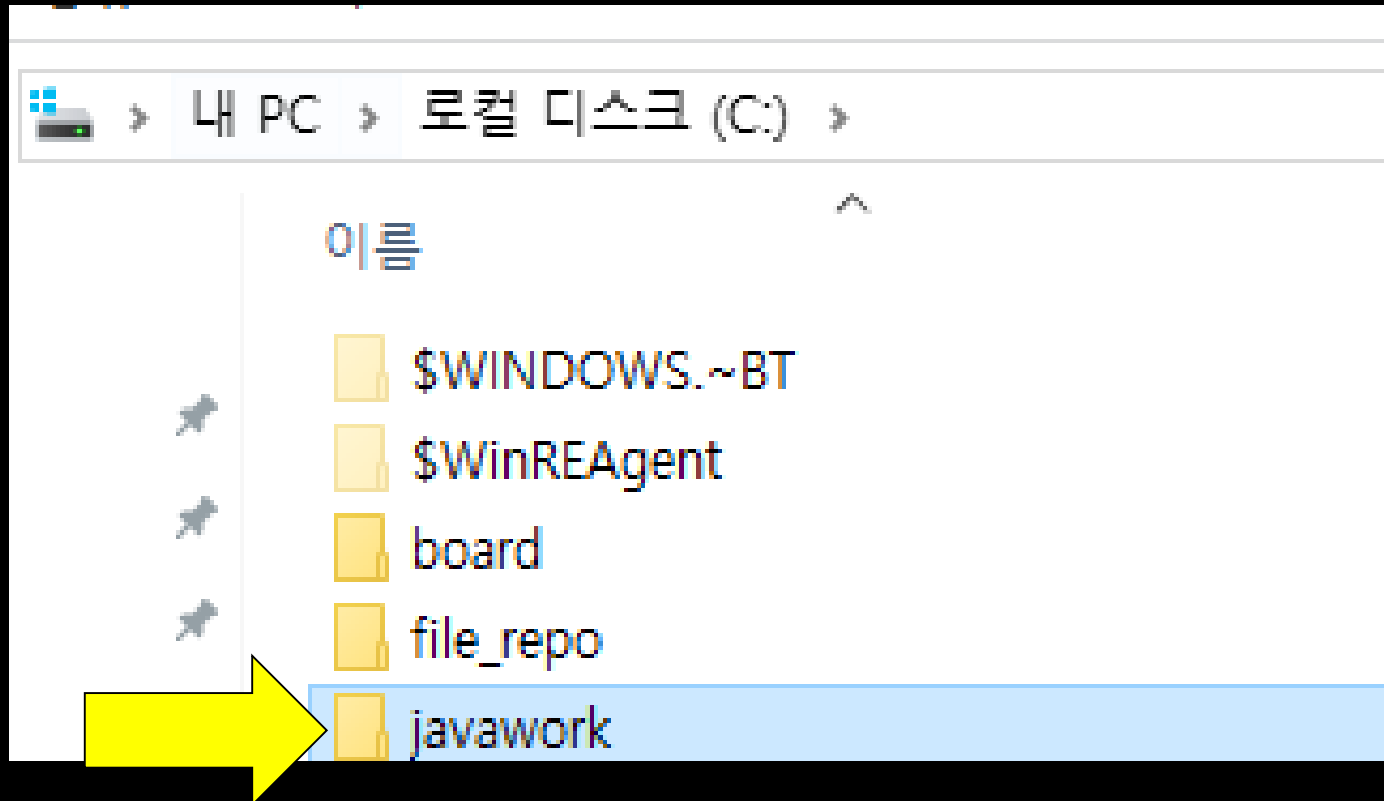 내 PC > 로컬 디스크 (C:) >
이름
$WINDOWS.~BT
$WinREAgent
board
file_repo
javawork